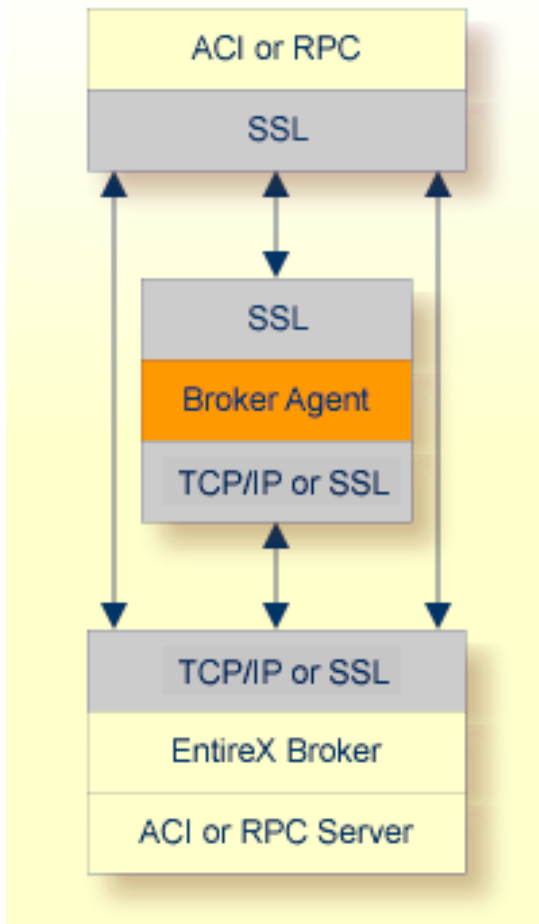 ACI or RPC
SSL
SSL
Broker Agent
TCP/IP or SSL
TCP/IP or SSL
EntireX Broker
ACI or RPC Server